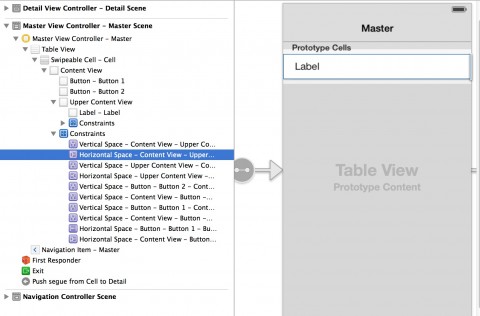 Detail View Controller – Detail Scene
Master View Controller – Master Scene
Master View Controller – Master
Table View
Swipeable Cell – Cell
Content View
Button – Button 1
Button – Button 2
Upper Content View
Label – Label
Constraints
Constraints
Vertical Space – Content View – Upper Co...
Horizontal Space – Content View – Upper...
Vertical Space – Upper Content View – Co...
Horizontal Space – Upper Content View –...
Vertical Space – Button – Button 2 – Cont...
Vertical Space – Content View – Button –...
Vertical Space – Button – Button 1 – Cont...
Vertical Space – Content View – Button –...
Horizontal Space – Button – Button 1 – Bu...
Horizontal Space – Content View – Button...
Navigation Item – Master
First Responder
Exit
Push segue from Cell to Detail
Navigation Controller Scene
Master
Prototype Cells
Label
Table View
Prototype Content